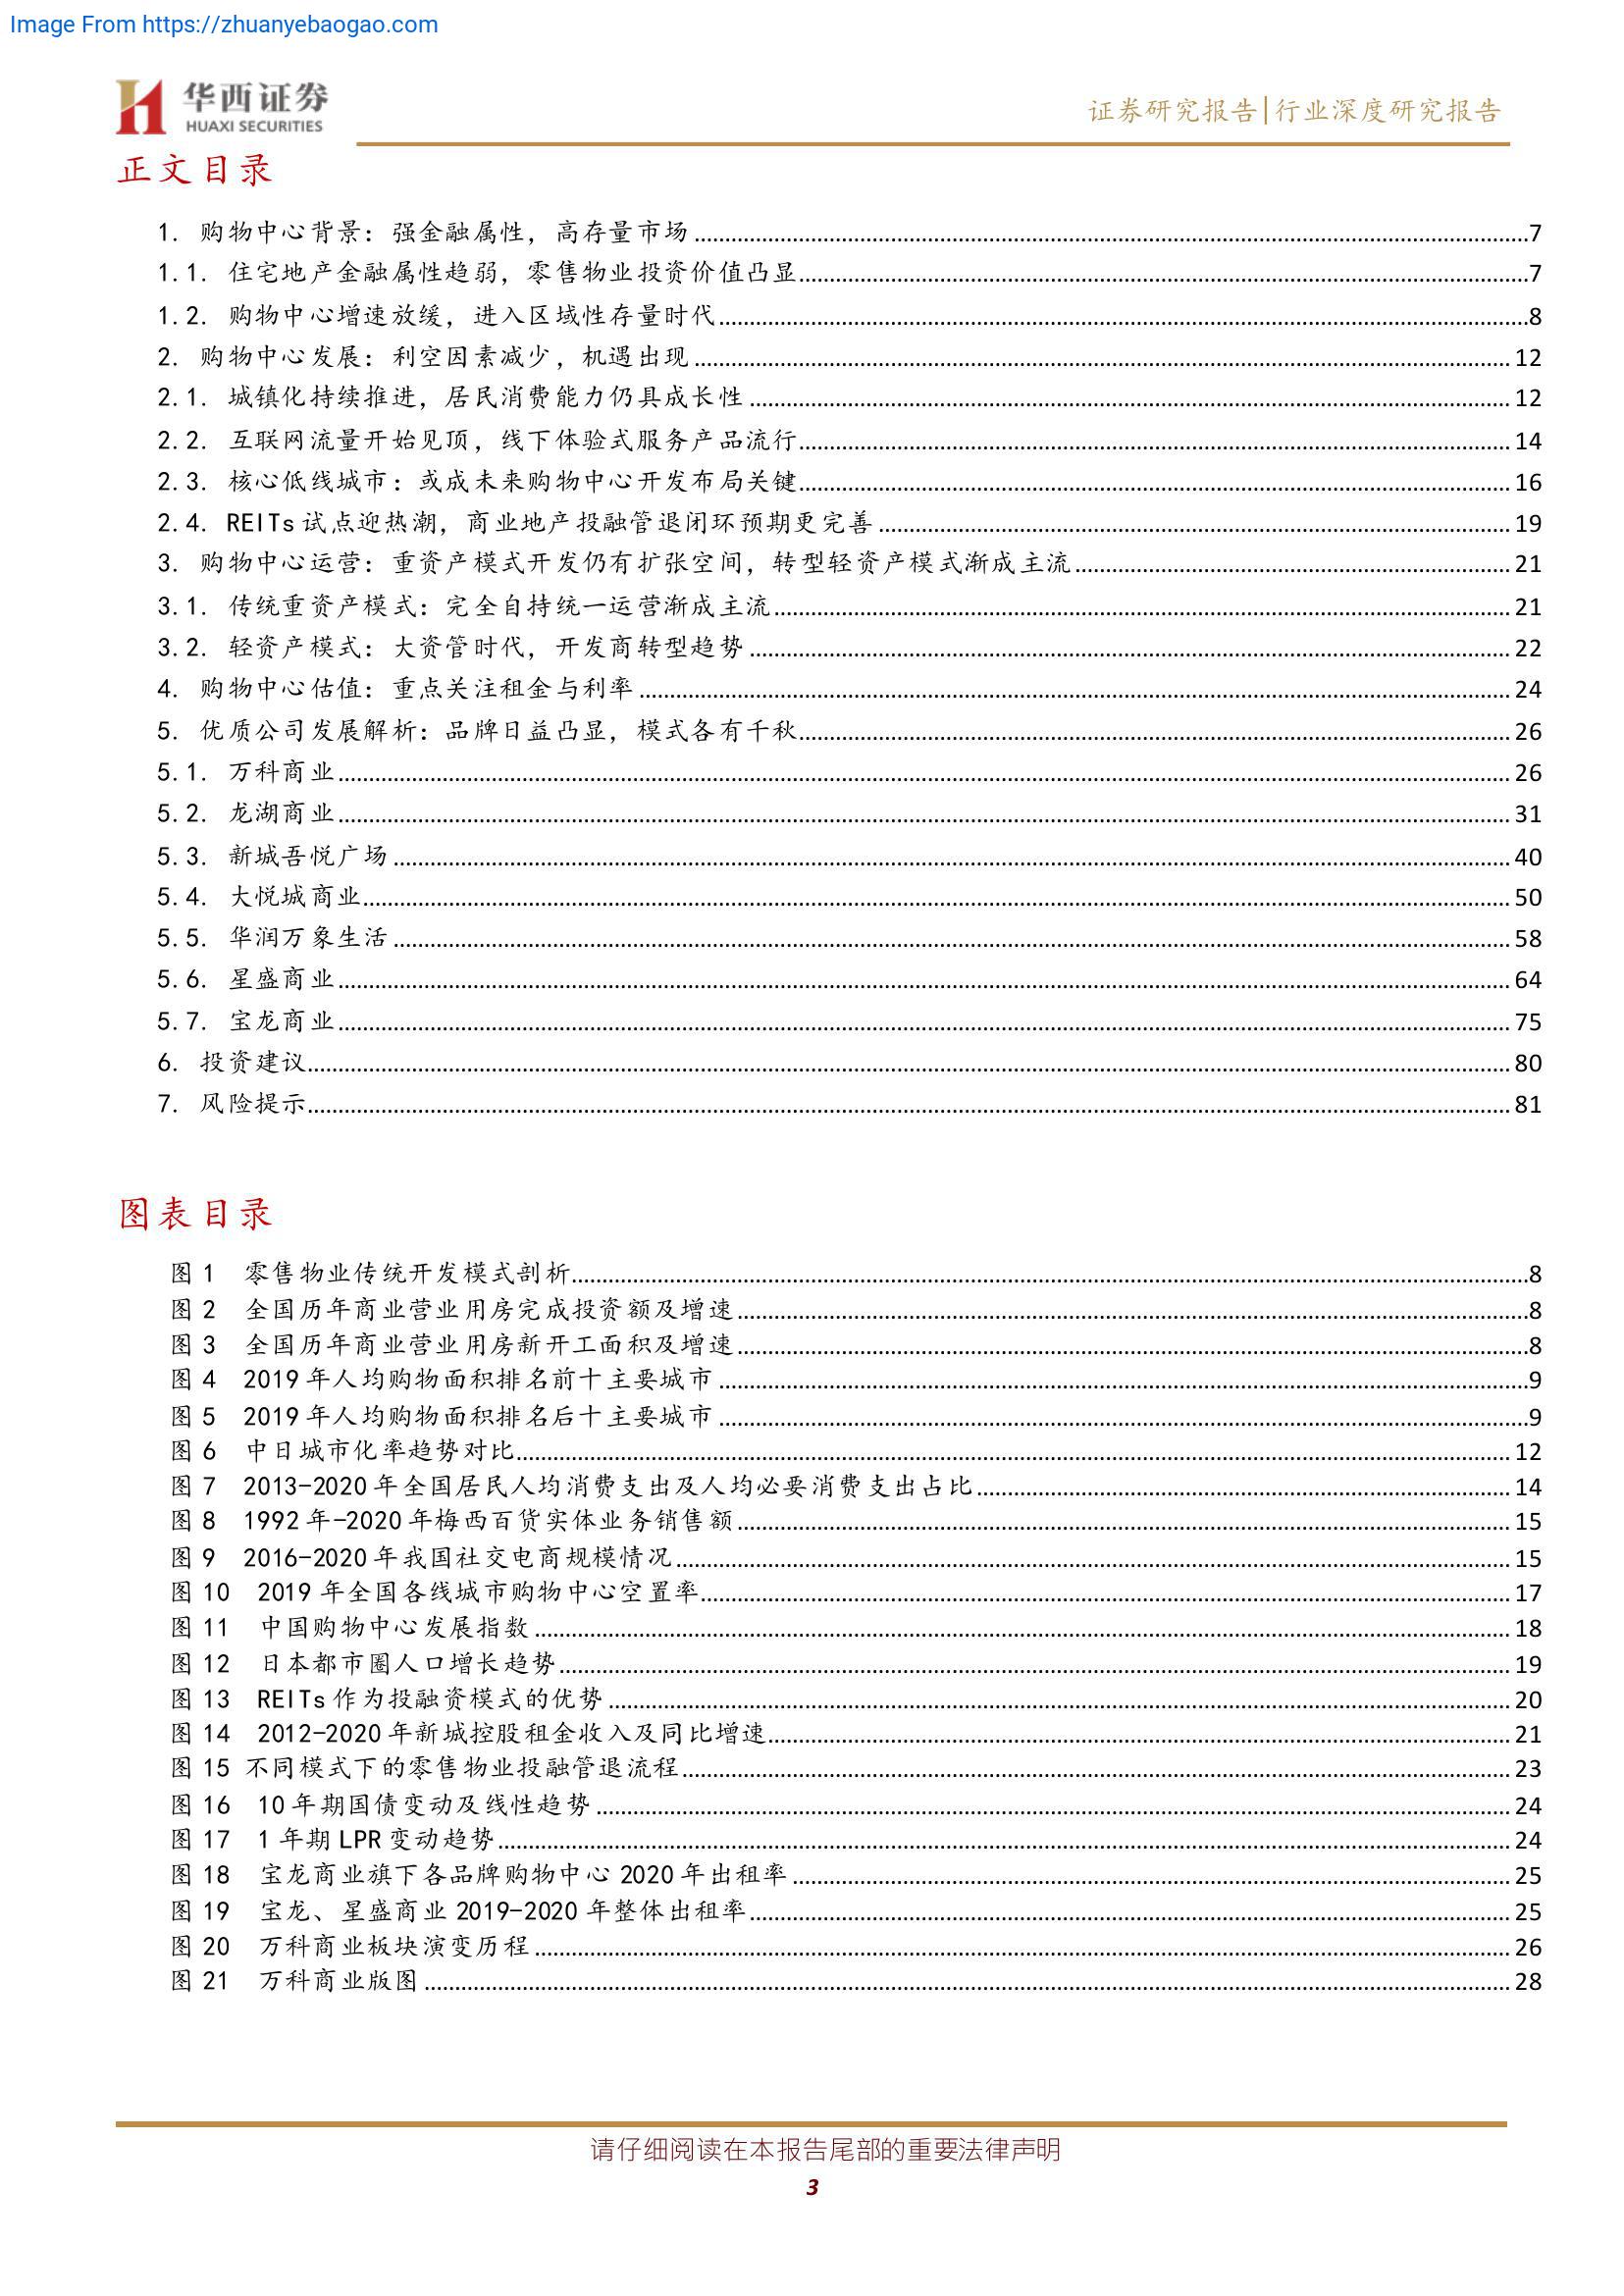 Image From https://zhuanyebaogao.com
华西证券
HUAXI SECURITIES
证券研究报告|行业深度研究报告
正文目录
1. 购物中心背景：强金融属性，高存量市场 7
1.1. 住宅地产金融属性趋弱，零售物业投资价值凸显 7
1.2. 购物中心增速放缓，进入区域性存量时代 8
2. 购物中心发展：利空因素减少，机遇出现 12
2.1. 城镇化持续推进，居民消费能力仍具成长性 12
2.2. 互联网流量开始见顶，线下体验式服务产品流行 14
2.3. 核心低线城市：或成未来购物中心开发布局关键 16
2.4. REITs 试点迎热潮，商业地产投融管退闭环预期更完善 19
3. 购物中心运营：重资产模式开发仍有扩张空间，转型轻资产模式渐成主流 21
3.1. 传统重资产模式：完全自持统一运营渐成主流 21
3.2. 轻资产模式：大资管时代，开发商转型趋势 22
4. 购物中心估值：重点关注租金与利率 24
5. 优质公司发展解析：品牌日益凸显，模式各有千秋 26
5.1. 万科商业 26
5.2. 龙湖商业 31
5.3. 新城吾悦广场 40
5.4. 大悦城商业 50
5.5. 华润万象生活 58
5.6. 星盛商业 64
5.7. 宝龙商业 75
6. 投资建议 80
7. 风险提示 81
图表目录
图 1 零售物业传统开发模式剖析 8
图 2 全国历年商业营业用房完成投资额及增速 8
图 3 全国历年商业营业用房新开工面积及增速 8
图 4 2019 年人均购物面积排名前十主要城市 9
图 5 2019 年人均购物面积排名后十主要城市 9
图 6 中日城市化率趋势对比 12
图 7 2013-2020 年全国居民人均消费支出及人均必要消费支出占比 14
图 8 1992 年-2020 年梅西百货实体业务销售额 15
图 9 2016-2020 年我国社交电商规模情况 15
图 10 2019 年全国各线城市购物中心空置率 17
图 11 中国购物中心发展指数 18
图 12 日本都市圈人口增长趋势 19
图 13 REITs 作为投融资模式的优势 20
图 14 2012-2020 年新城控股租金收入及同比增速 21
图 15 不同模式下的零售物业投融管退流程 23
图 16 10 年期国债变动及线性趋势 24
图 17 1 年期 LPR 变动趋势 24
图 18 宝龙商业旗下各品牌购物中心 2020 年出租率 25
图 19 宝龙、星盛商业 2019-2020 年整体出租率 25
图 20 万科商业板块演变历程 26
图 21 万科商业版图 28
请仔细阅读在本报告尾部的重要法律声明
3